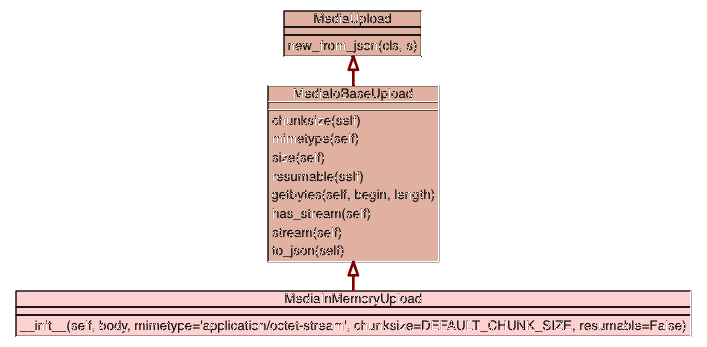 MediaUpload
new_from_json(cls, s)
MediaIoBaseUpload
chunksize(self)
mimetype(self)
size(self)
resumable(self)
getbytes(self, begin, length)
has_stream(self)
stream(self)
to_json(self)
MediaInMemoryUpload
__init__(self, body, mimetype='application/octet-stream', chunksize=DEFAULT_CHUNK_SIZE, resumable=False)